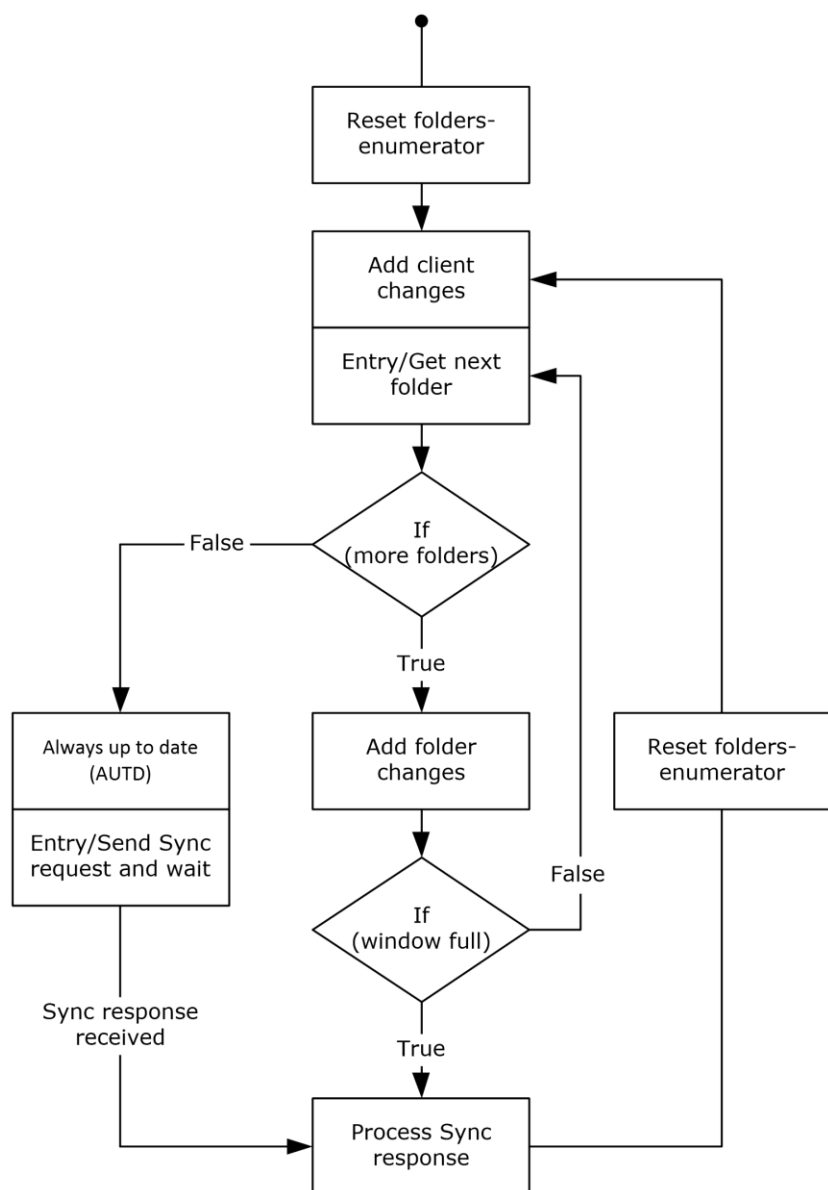 Reset folders-
enumerator
Add client
changes
Entry/Get next
folder
If
(more folders)
False
True
Always up to date
(AUTD)
Entry/Send Sync
request and wait
Add folder
changes
Reset folders-
enumerator
If
(window full)
False
Sync response
received
True
Process Sync
response